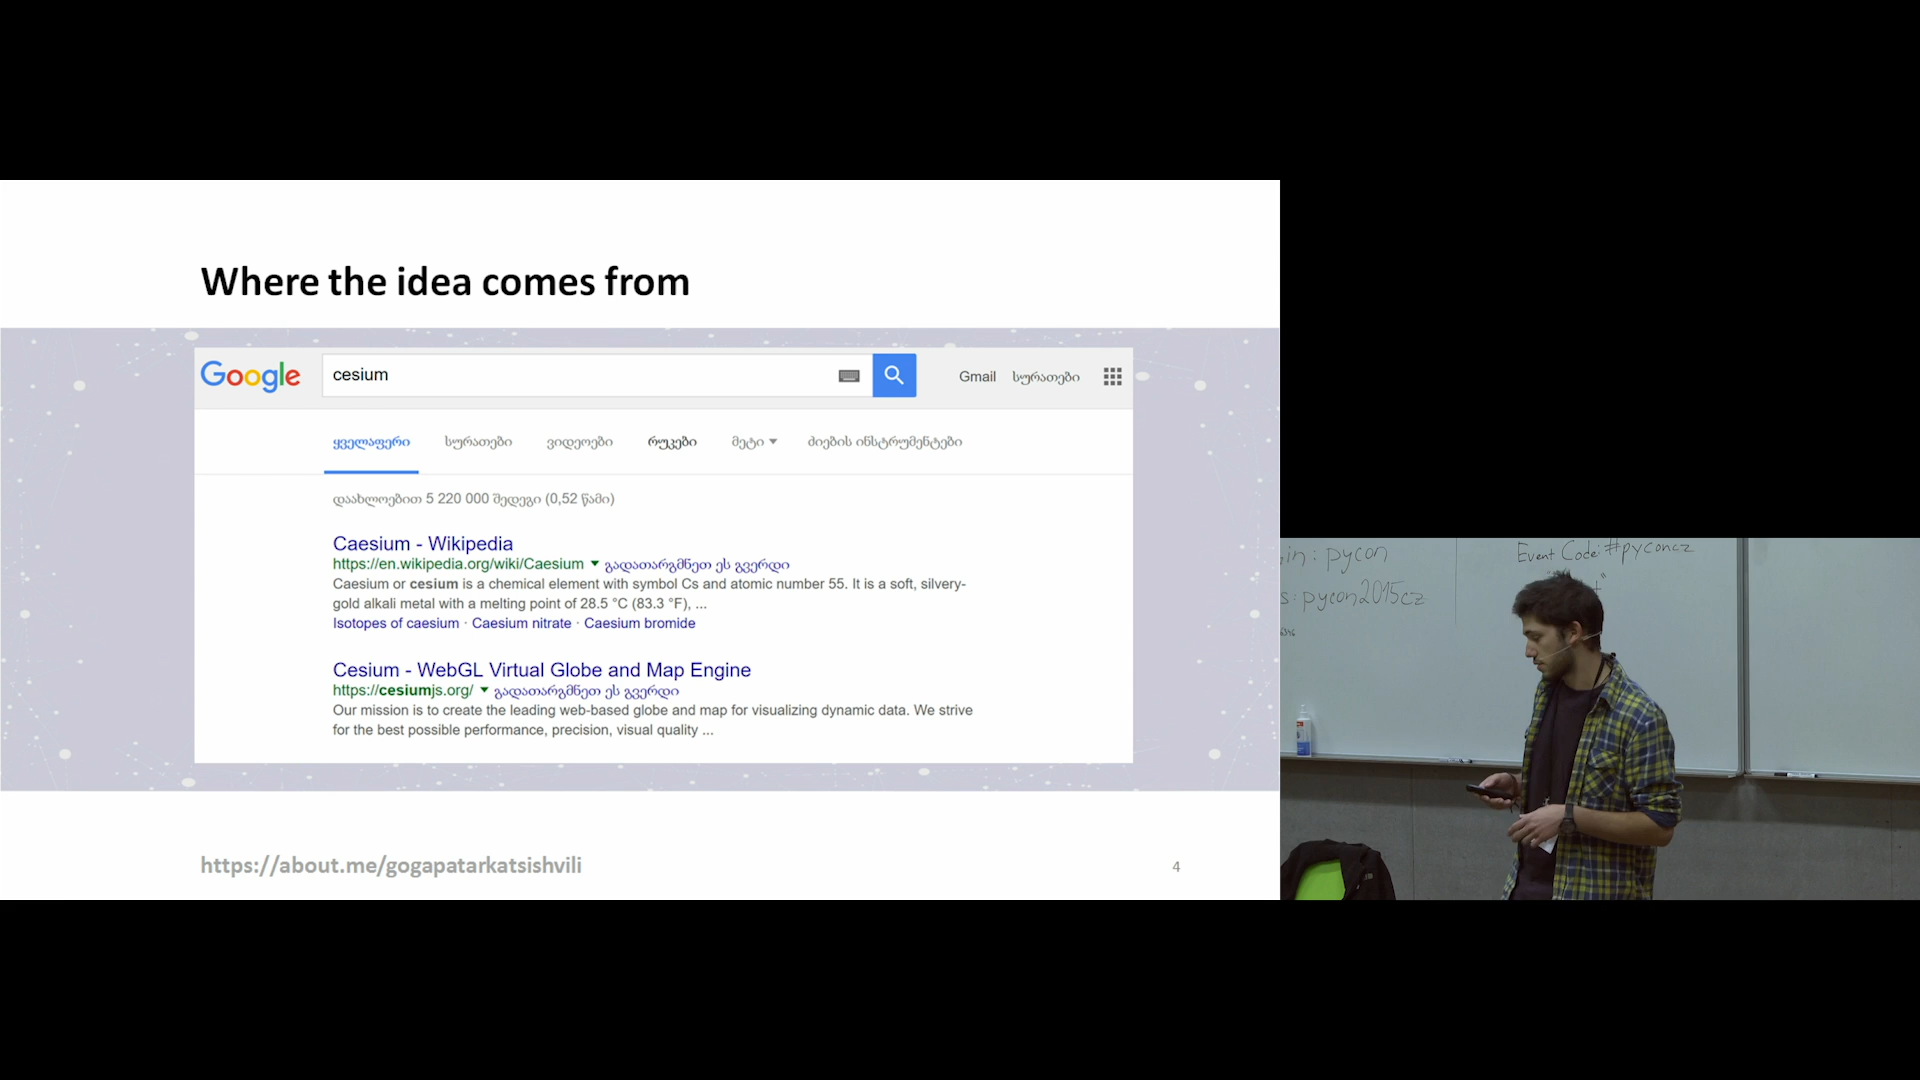 Where the idea comes from
Google
cesium
Gmail სურათები
ყველაფერი სურათები ვიდეოები რუკები მეტი ძიების ინსტრუმენტები
დაახლოებით 5 220 000 შედეგი (0,52 წამი)
Caesium - Wikipedia
https://en.wikipedia.org/wiki/Caesium გადათარგმნეთ ეს გვერდი
Caesium or cesium is a chemical element with symbol Cs and atomic number 55. It is a soft, silvery-
gold alkali metal with a melting point of 28.5 °C (83.3 °F), ...
Isotopes of caesium · Caesium nitrate · Caesium bromide
Cesium - WebGL Virtual Globe and Map Engine
https://cesiumjs.org/ გადათარგმნეთ ეს გვერდი
Our mission is to create the leading web-based globe and map for visualizing dynamic data. We strive
for the best possible performance, precision, visual quality ...
https://about.me/gogapatarkatsishvili
4
in: pycon
s: pycon2015cz
Event Code: #pyconcz